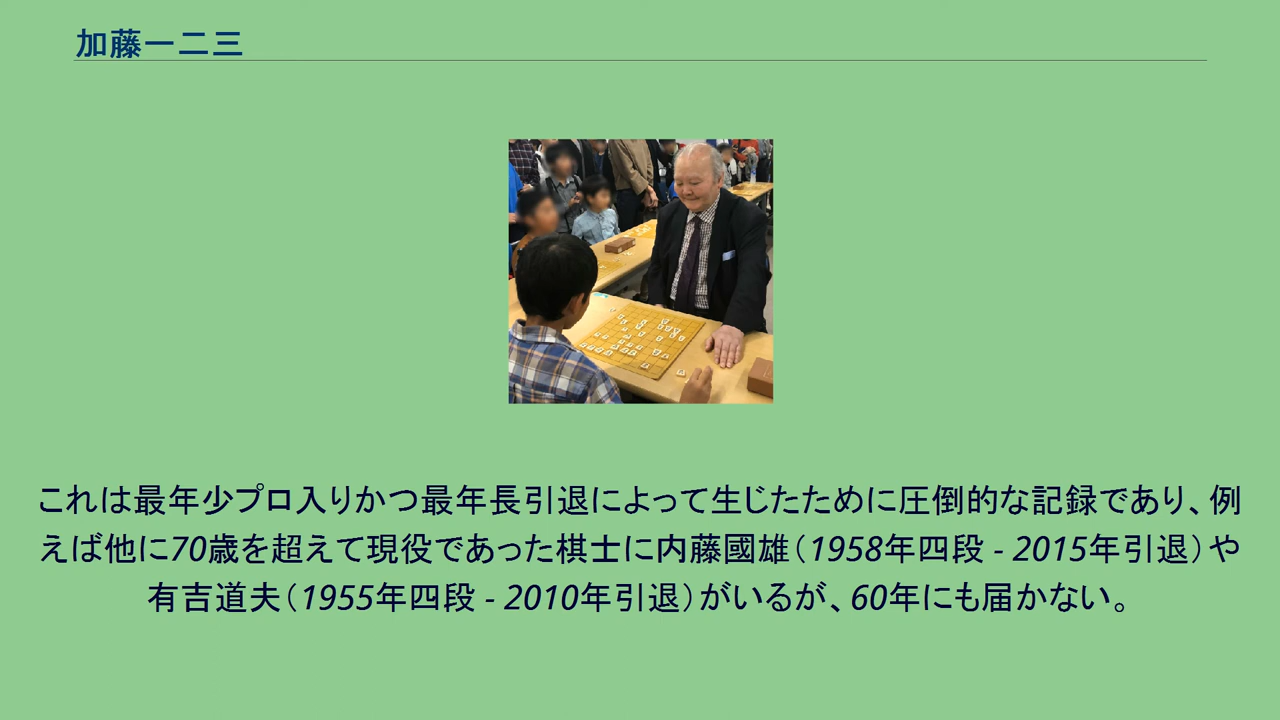 加藤一二三
これは最年少プロ入りかつ最年長引退によって生じたために圧倒的な記録であり、例
えば他に70歳を超えて現役であった棋士に内藤國雄（1958年四段 - 2015年引退）や
有吉道夫（1955年四段 - 2010年引退）がいるが、60年にも届かない。